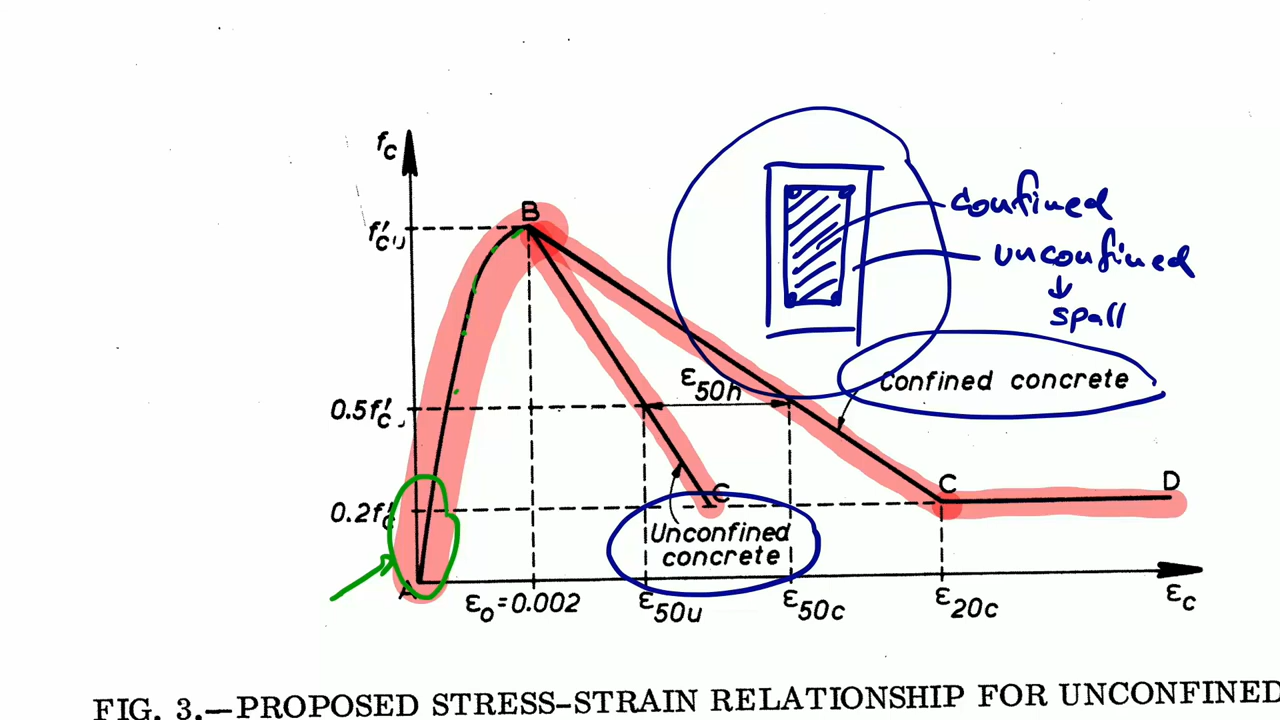 fc
B
f'c
confined
unconfined
↓
spall
Confined concrete
ε50h
0.5f'c
C
C
D
0.2f'c
Unconfined
concrete
A
ε0=0.002
ε50u
ε50c
ε20c
εc
FIG. 3.—PROPOSED STRESS-STRAIN RELATIONSHIP FOR UNCONFINED